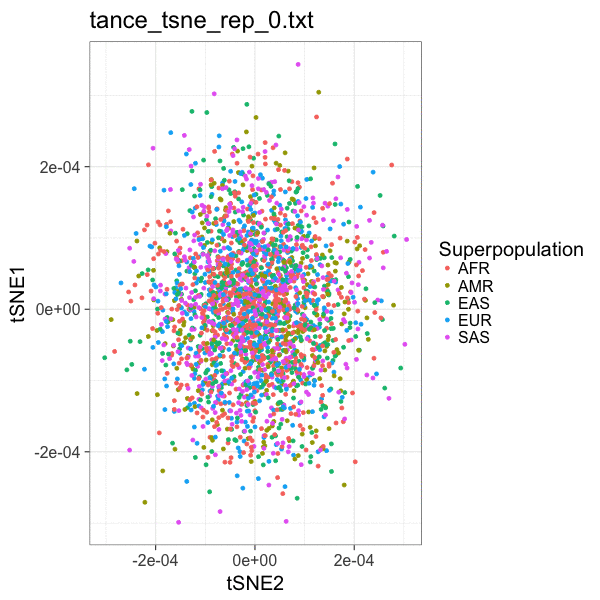 tance_tsne_rep_0.txt
tSNE1
2e-04
0e+00
-2e-04
-2e-04 0e+00 2e-04
tSNE2
Superpopulation
AFR
AMR
EAS
EUR
SAS